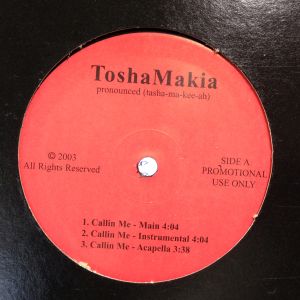 ToshaMakia
pronounced (tasha-ma-kee-ah)
© 2003
All Rights Reserved
SIDE A
PROMOTIONAL
USE ONLY
1. Callin Me - Main 4:04
2. Callin Me - Instrumental 4:04
3. Callin Me - Acapella 3:38